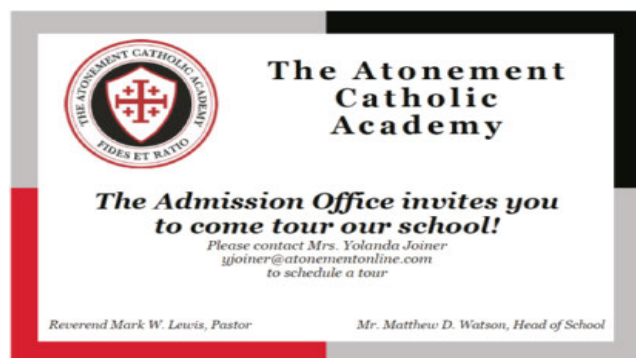 THE ATONEMENT CATHOLIC ACADEMY
FIDES ET RATIO
The Atonement
Catholic
Academy
The Admission Office invites you
to come tour our school!
Please contact Mrs. Yolanda Joiner
yjoiner@atonementonline.com
to schedule a tour
Reverend Mark W. Lewis, Pastor
Mr. Matthew D. Watson, Head of School